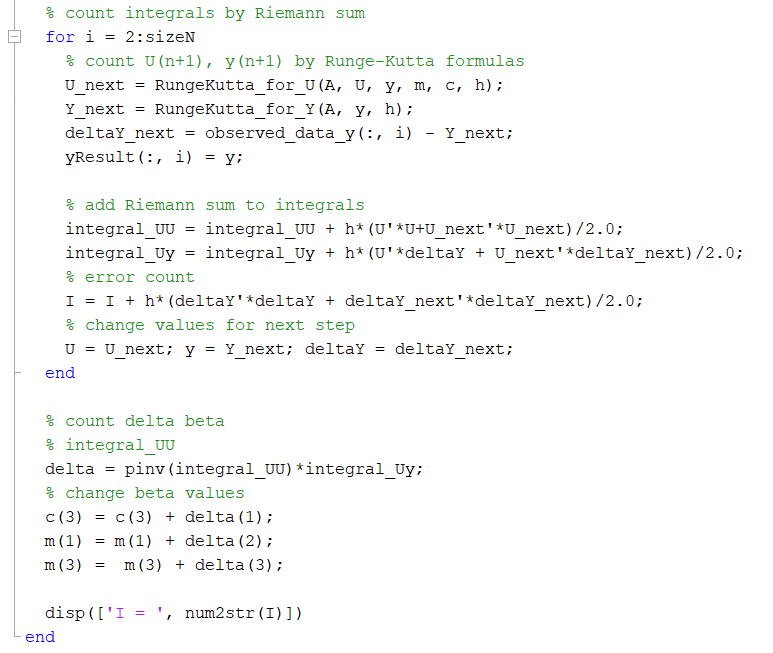 % count integrals by Riemann sum
for i = 2:sizeN
% count U(n+1), y(n+1) by Runge-Kutta formulas
U_next = RungeKutta_for_U(A, U, y, m, c, h);
Y_next = RungeKutta_for_Y(A, y, h);
deltaY_next = observed_data_y(:, i) - Y_next;
yResult(:, i) = y;
% add Riemann sum to integrals
integral_UU = integral_UU + h*(U'*U+U_next'*U_next)/2.0;
integral_Uy = integral_Uy + h*(U'*deltaY + U_next'*deltaY_next)/2.0;
% error count
I = I + h*(deltaY'*deltaY + deltaY_next'*deltaY_next)/2.0;
% change values for next step
U = U_next; y = Y_next; deltaY = deltaY_next;
end
% count delta beta
% integral_UU
delta = pinv(integral_UU)*integral_Uy;
% change beta values
c(3) = c(3) + delta(1);
m(1) = m(1) + delta(2);
m(3) =  m(3) + delta(3);
disp(['I = ', num2str(I)])
end